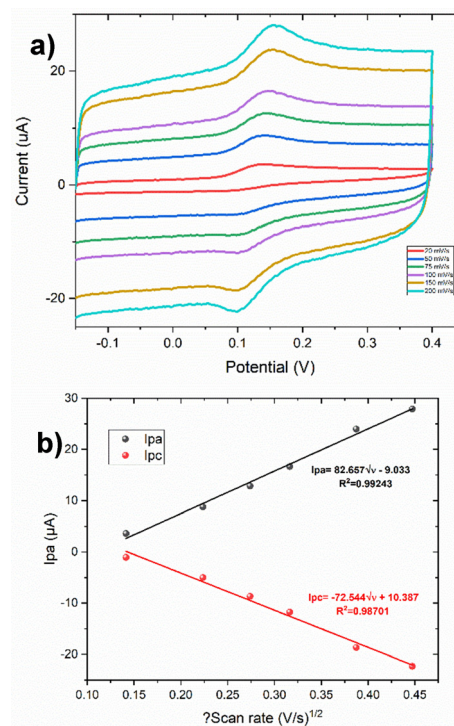 a)
20
0
-20
Current (uA)
-0.1 0.0 0.1 0.2 0.3 0.4
Potential (V)
20 mV/s
50 mV/s
75 mV/s
100 mV/s
150 mV/s
200 mV/s
b)
30
20
10
0
-10
-20
Ipa (μA)
Ipa
Ipc
Ipa= 82.657√v - 9.033
R²=0.99243
Ipc= -72.544√v + 10.387
R²=0.98701
0.10 0.15 0.20 0.25 0.30 0.35 0.40 0.45
?Scan rate (V/s)^1/2